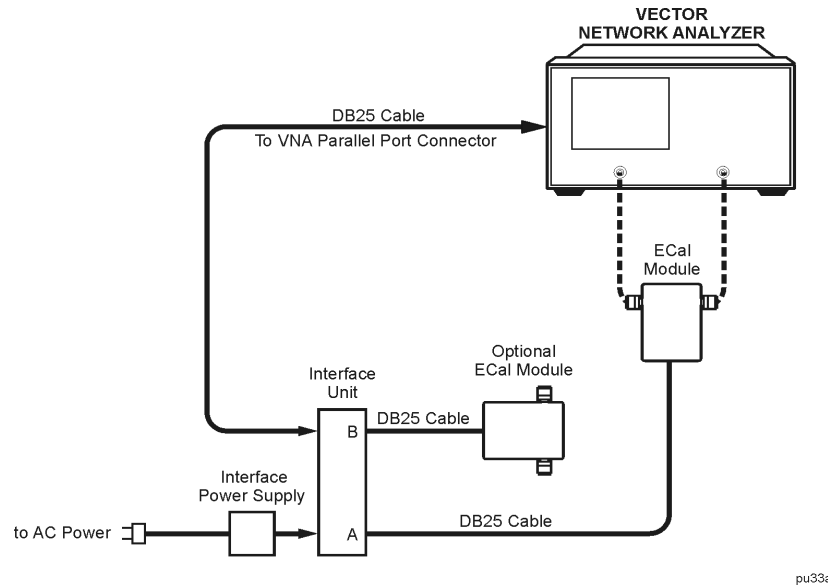 VECTOR
NETWORK ANALYZER
DB25 Cable
To VNA Parallel Port Connector
ECal
Module
Optional
ECal Module
Interface
Unit
B
DB25 Cable
Interface
Power Supply
to AC Power
A
DB25 Cable
pu33a